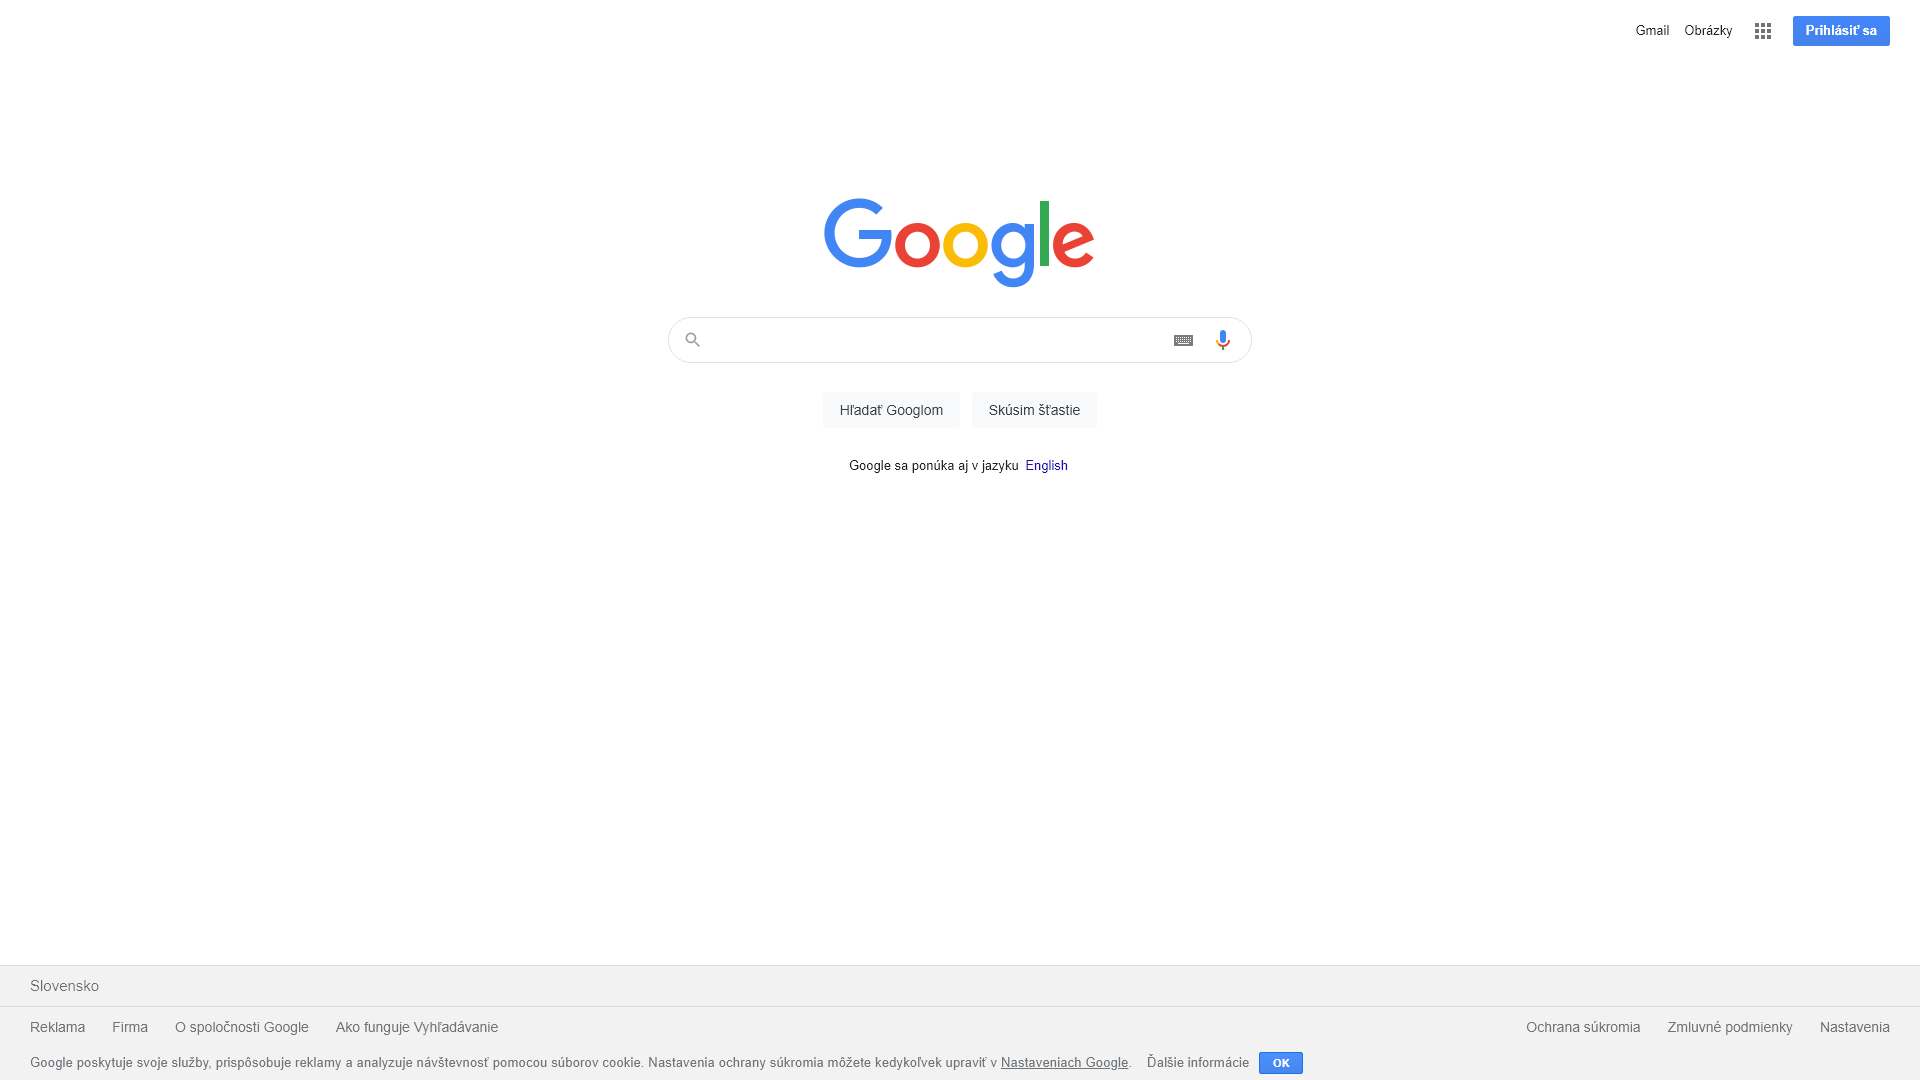 Gmail Obrázky Prihlásiť sa
Google
Hľadať Googlom Skúsim šťastie
Google sa ponúka aj v jazyku English
Slovensko
Reklama Firma O spoločnosti Google Ako funguje Vyhľadávanie Ochrana súkromia Zmluvné podmienky Nastavenia
Google poskytuje svoje služby, prispôsobuje reklamy a analyzuje návštevnosť pomocou súborov cookie. Nastavenia ochrany súkromia môžete kedykoľvek upraviť v Nastaveniach Google. Ďalšie informácie OK